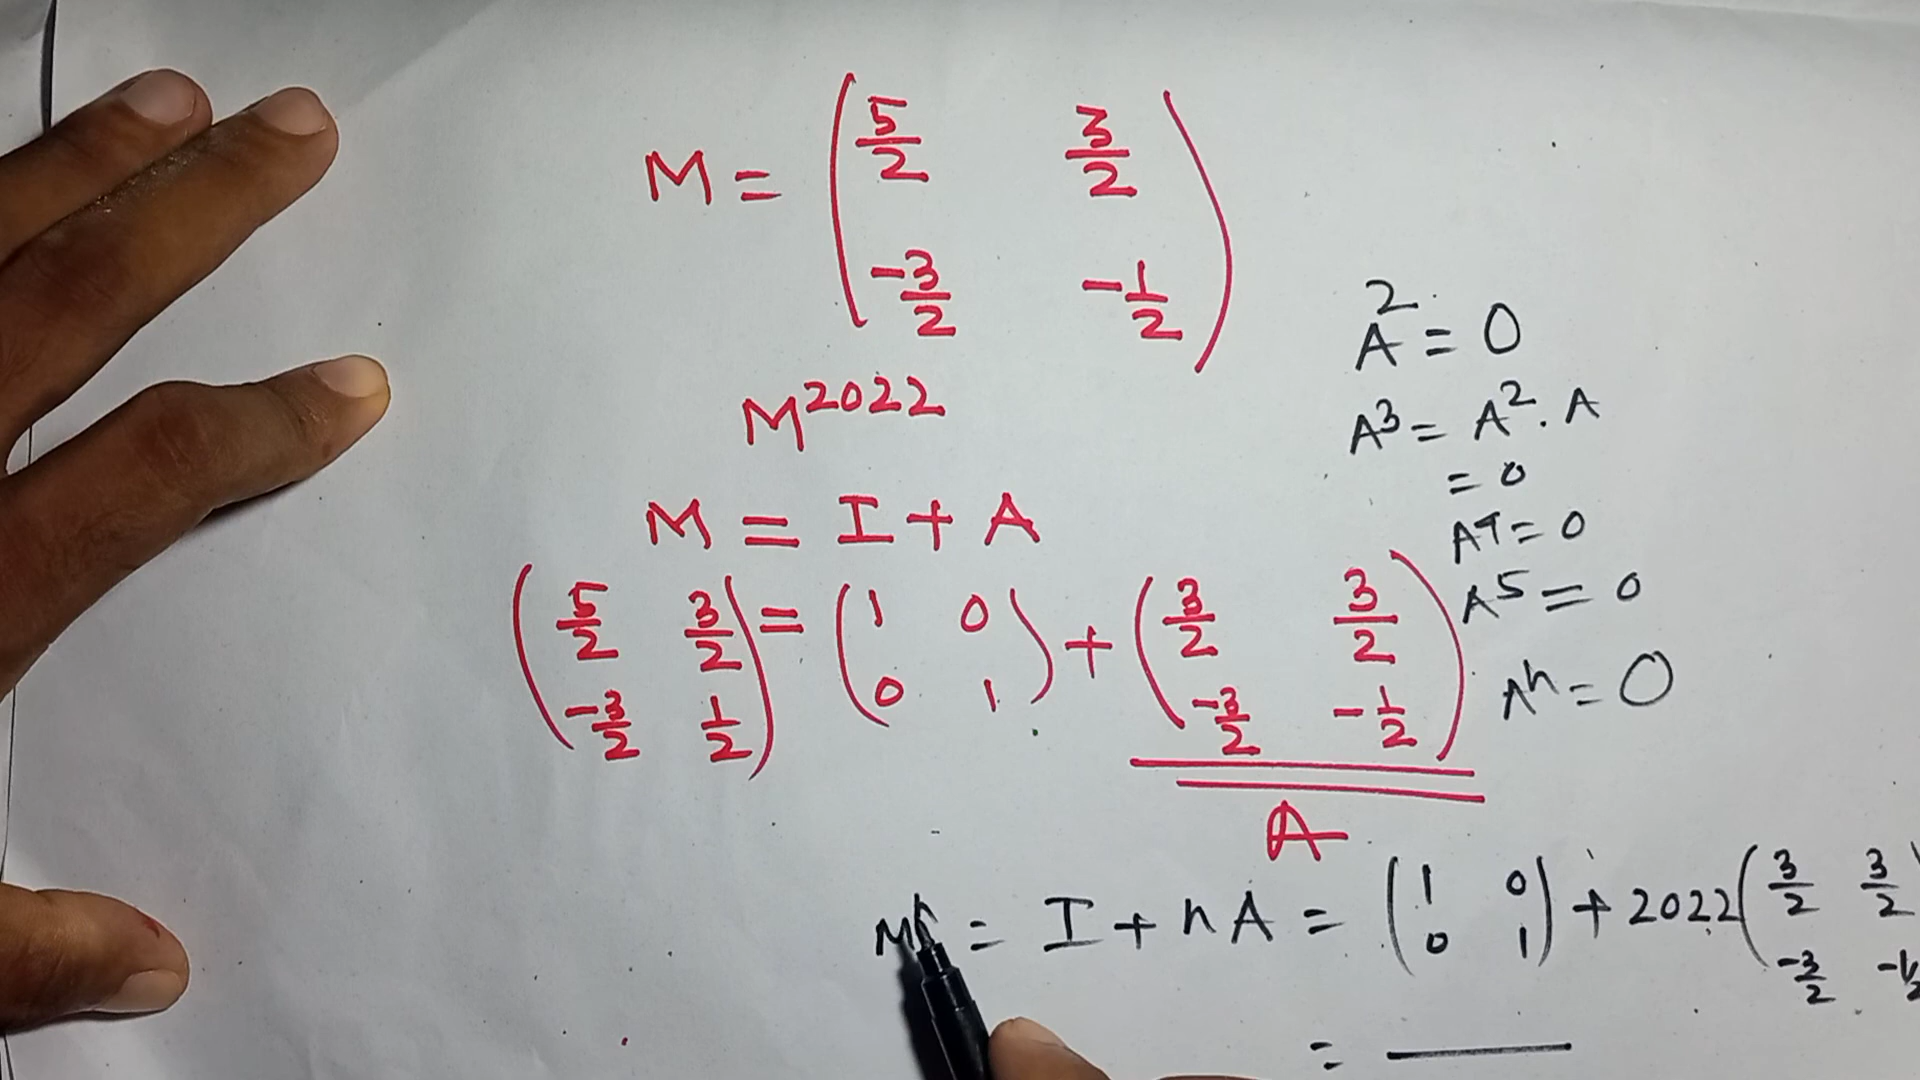 M = ( 5/2 3/2
-3/2 -1/2 )
M^2022
M = I + A
( 5/2 3/2 ) = ( 1 0 ) + ( 3/2 3/2 )
( -3/2 1/2 ) ( 0 1 ) ( -3/2 -1/2 )
A
A^2 = 0
A^3 = A^2 . A
= 0
A^4 = 0
A^5 = 0
A^n = 0
M^n = I + nA = ( 1 0 ) + 2022 ( 3/2 3/2
( 0 1 ) ( -3/2 -1/2
=